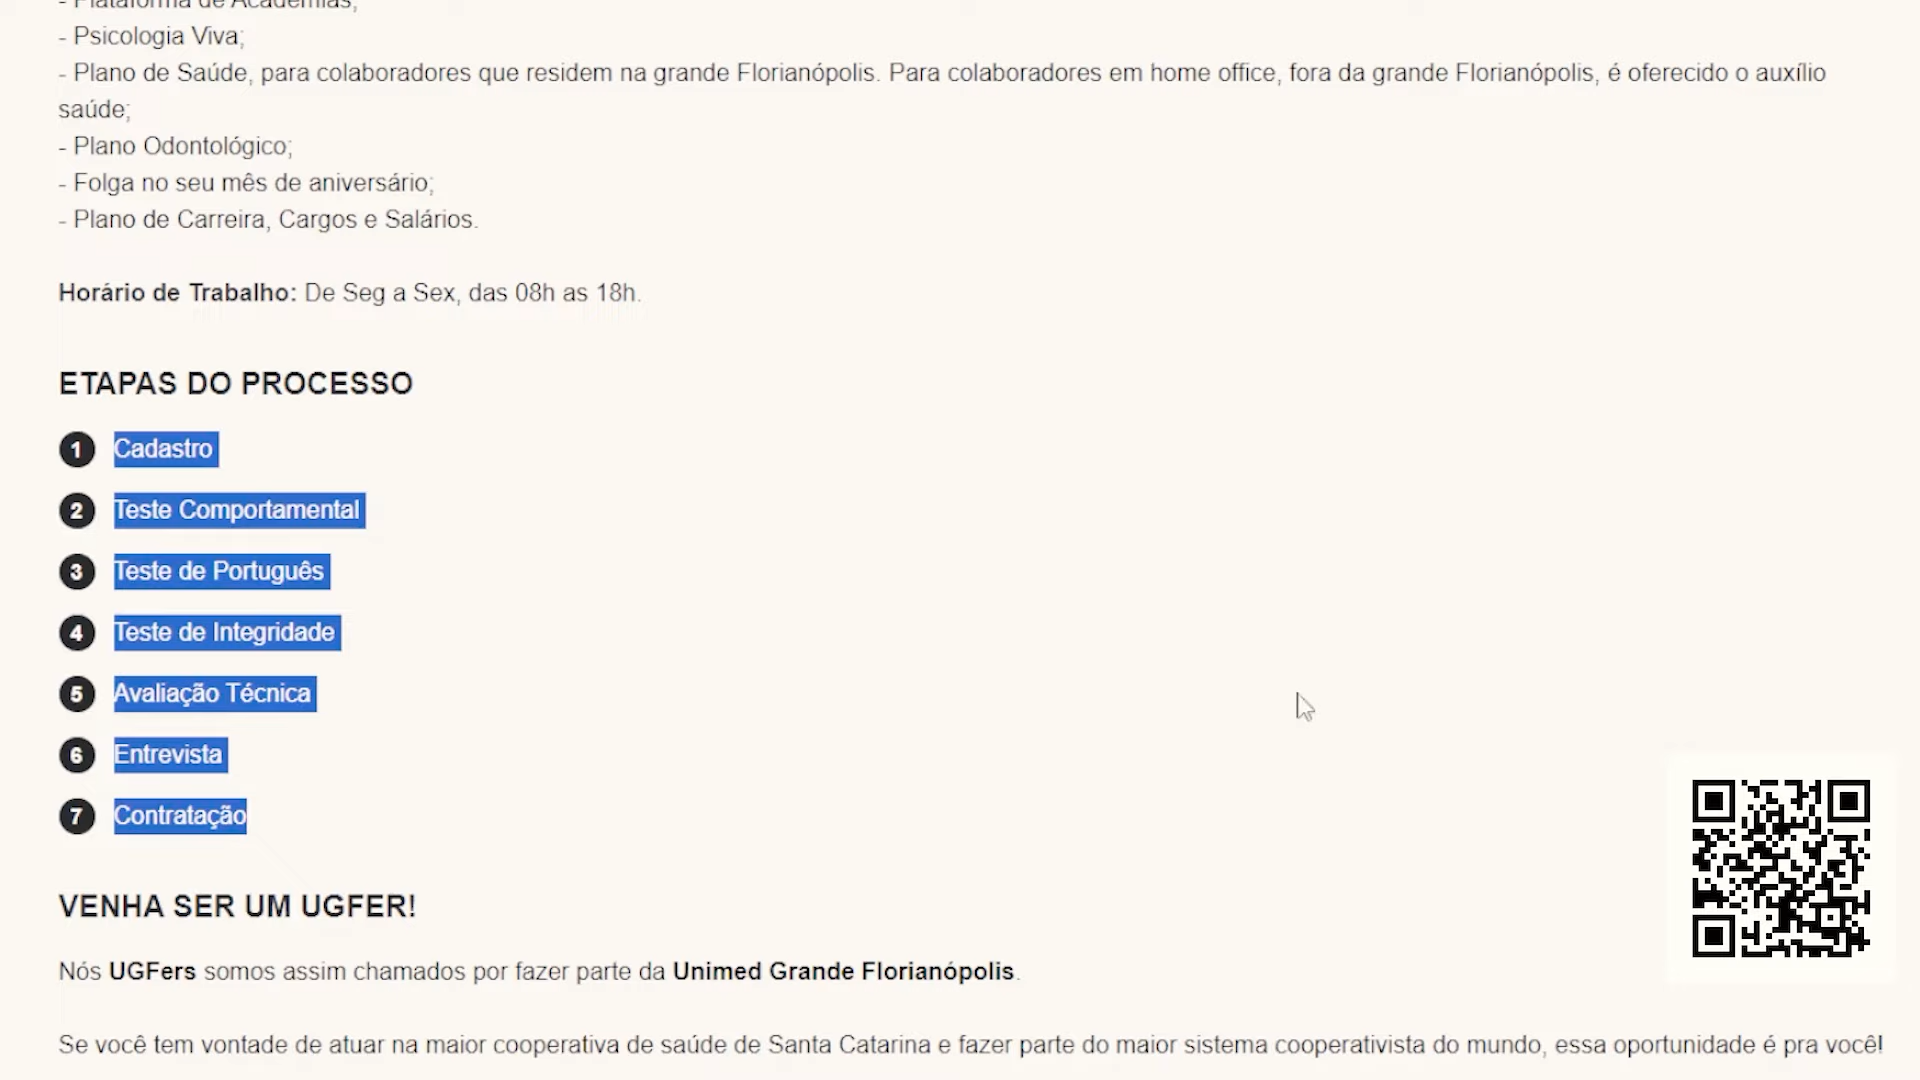 - Plataforma de Academias;
- Psicologia Viva;
- Plano de Saúde, para colaboradores que residem na grande Florianópolis. Para colaboradores em home office, fora da grande Florianópolis, é oferecido o auxílio
saúde;
- Plano Odontológico;
- Folga no seu mês de aniversário;
- Plano de Carreira, Cargos e Salários.
Horário de Trabalho: De Seg a Sex, das 08h as 18h.
ETAPAS DO PROCESSO
1 Cadastro
2 Teste Comportamental
3 Teste de Português
4 Teste de Integridade
5 Avaliação Técnica
6 Entrevista
7 Contratação
VENHA SER UM UGFER!
Nós UGFers somos assim chamados por fazer parte da Unimed Grande Florianópolis.
Se você tem vontade de atuar na maior cooperativa de saúde de Santa Catarina e fazer parte do maior sistema cooperativista do mundo, essa oportunidade é pra você!